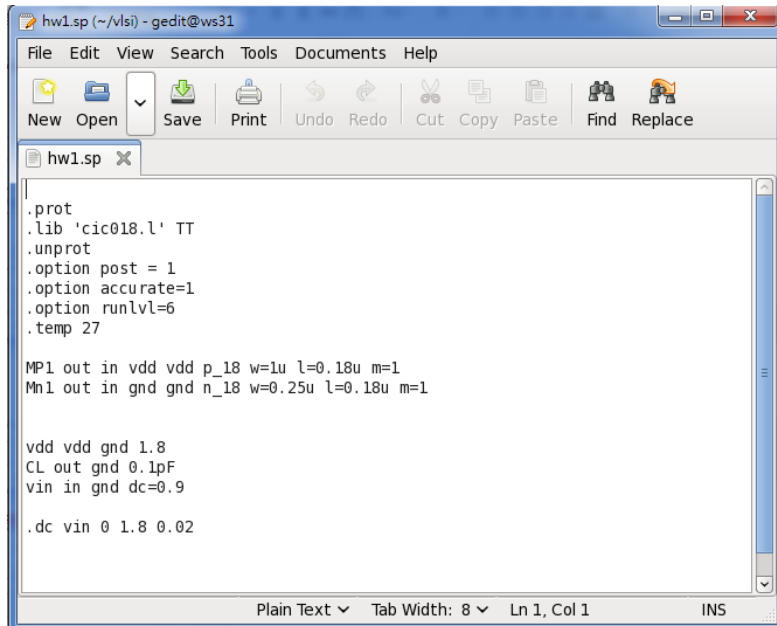 hw1.sp (~/vlsi) - gedit@ws31
File Edit View Search Tools Documents Help
New Open Save Print Undo Redo Cut Copy Paste Find Replace
hw1.sp
.prot
.lib 'cic018.l' TT
.unprot
.option post = 1
.option accurate=1
.option runlvl=6
.temp 27
MP1 out in vdd vdd p_18 w=1u l=0.18u m=1
Mn1 out in gnd gnd n_18 w=0.25u l=0.18u m=1
vdd vdd gnd 1.8
CL out gnd 0.1pF
vin in gnd dc=0.9
.dc vin 0 1.8 0.02
Plain Text Tab Width: 8 Ln 1, Col 1 INS